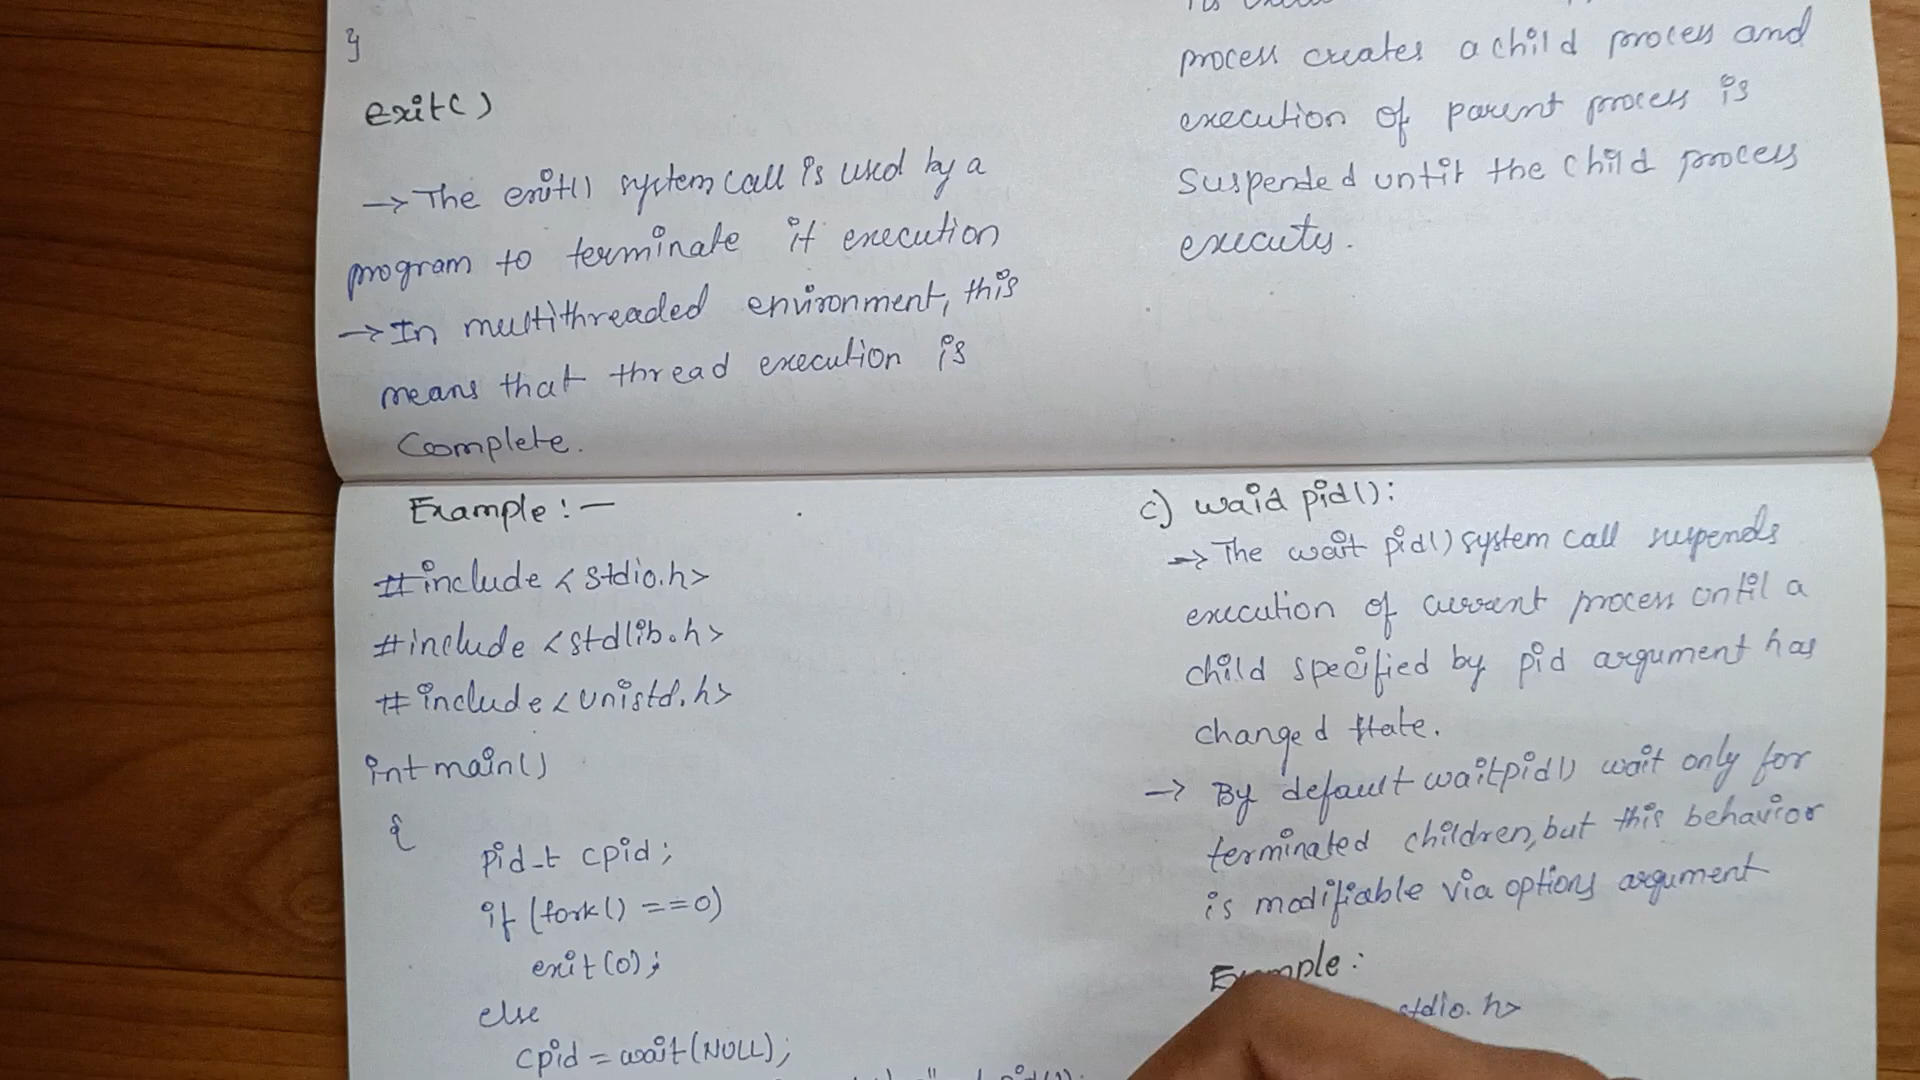 }
exit()
→ The exit() system call is used by a
program to terminate it execution
→ In multithreaded environment, this
means that thread execution is
Complete.
Example :-
#include <stdio.h>
#include <stdlib.h>
#include <unistd.h>
int main()
{
pid_t cpid;
if (fork() ==0)
exit(0);
else
cpid = wait(NULL);
process creates a child process and
execution of parent process is
Suspended until the child process
executes.
c) waid pid():
→ The wait pid() system call suspends
execution of current process until a
child specified by pid argument has
changed state.
→ By default waitpid() wait only for
terminated children, but this behavior
is modifiable via options argument
Example:
stdio.h>